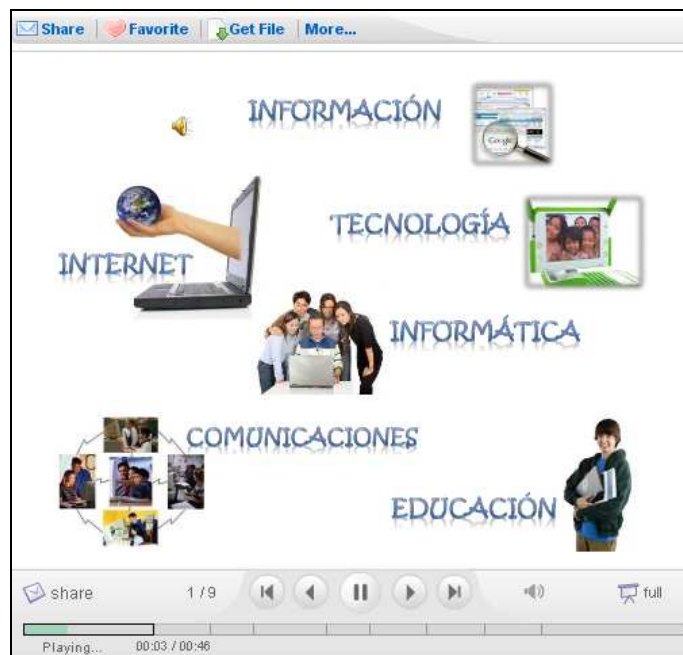 Share Favorite Get File More...
INFORMACIÓN
Google
TECNOLOGÍA
INTERNET
INFORMÁTICA
COMUNICACIONES
EDUCACIÓN
share 1 / 9 full
Playing... 00:03 / 00:46